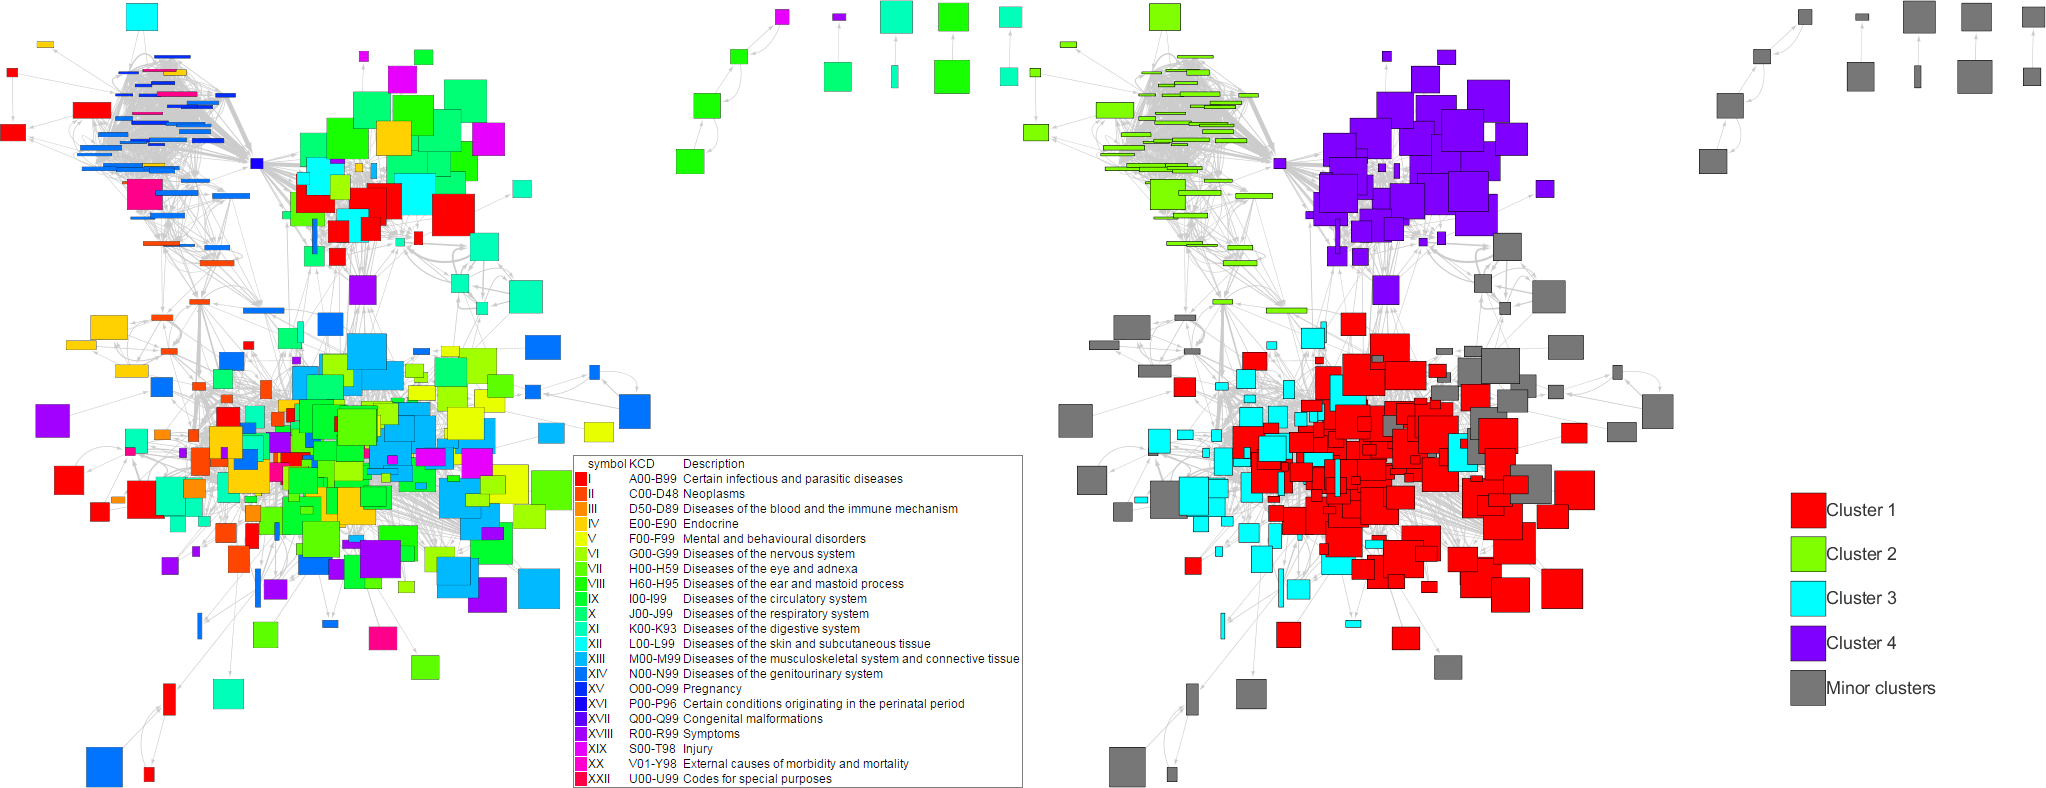 symbol KCD Description
I A00-B99 Certain infectious and parasitic diseases
II C00-D48 Neoplasms
III D50-D89 Diseases of the blood and the immune mechanism
IV E00-E90 Endocrine
V F00-F99 Mental and behavioural disorders
VI G00-G99 Diseases of the nervous system
VII H00-H59 Diseases of the eye and adnexa
VIII H60-H95 Diseases of the ear and mastoid process
IX I00-I99 Diseases of the circulatory system
X J00-J99 Diseases of the respiratory system
XI K00-K93 Diseases of the digestive system
XII L00-L99 Diseases of the skin and subcutaneous tissue
XIII M00-M99 Diseases of the musculoskeletal system and connective tissue
XIV N00-N99 Diseases of the genitourinary system
XV O00-O99 Pregnancy
XVI P00-P96 Certain conditions originating in the perinatal period
XVII Q00-Q99 Congenital malformations
XVIII R00-R99 Symptoms
XIX S00-T98 Injury
XX V01-Y98 External causes of morbidity and mortality
XXII U00-U99 Codes for special purposes
Cluster 1
Cluster 2
Cluster 3
Cluster 4
Minor clusters